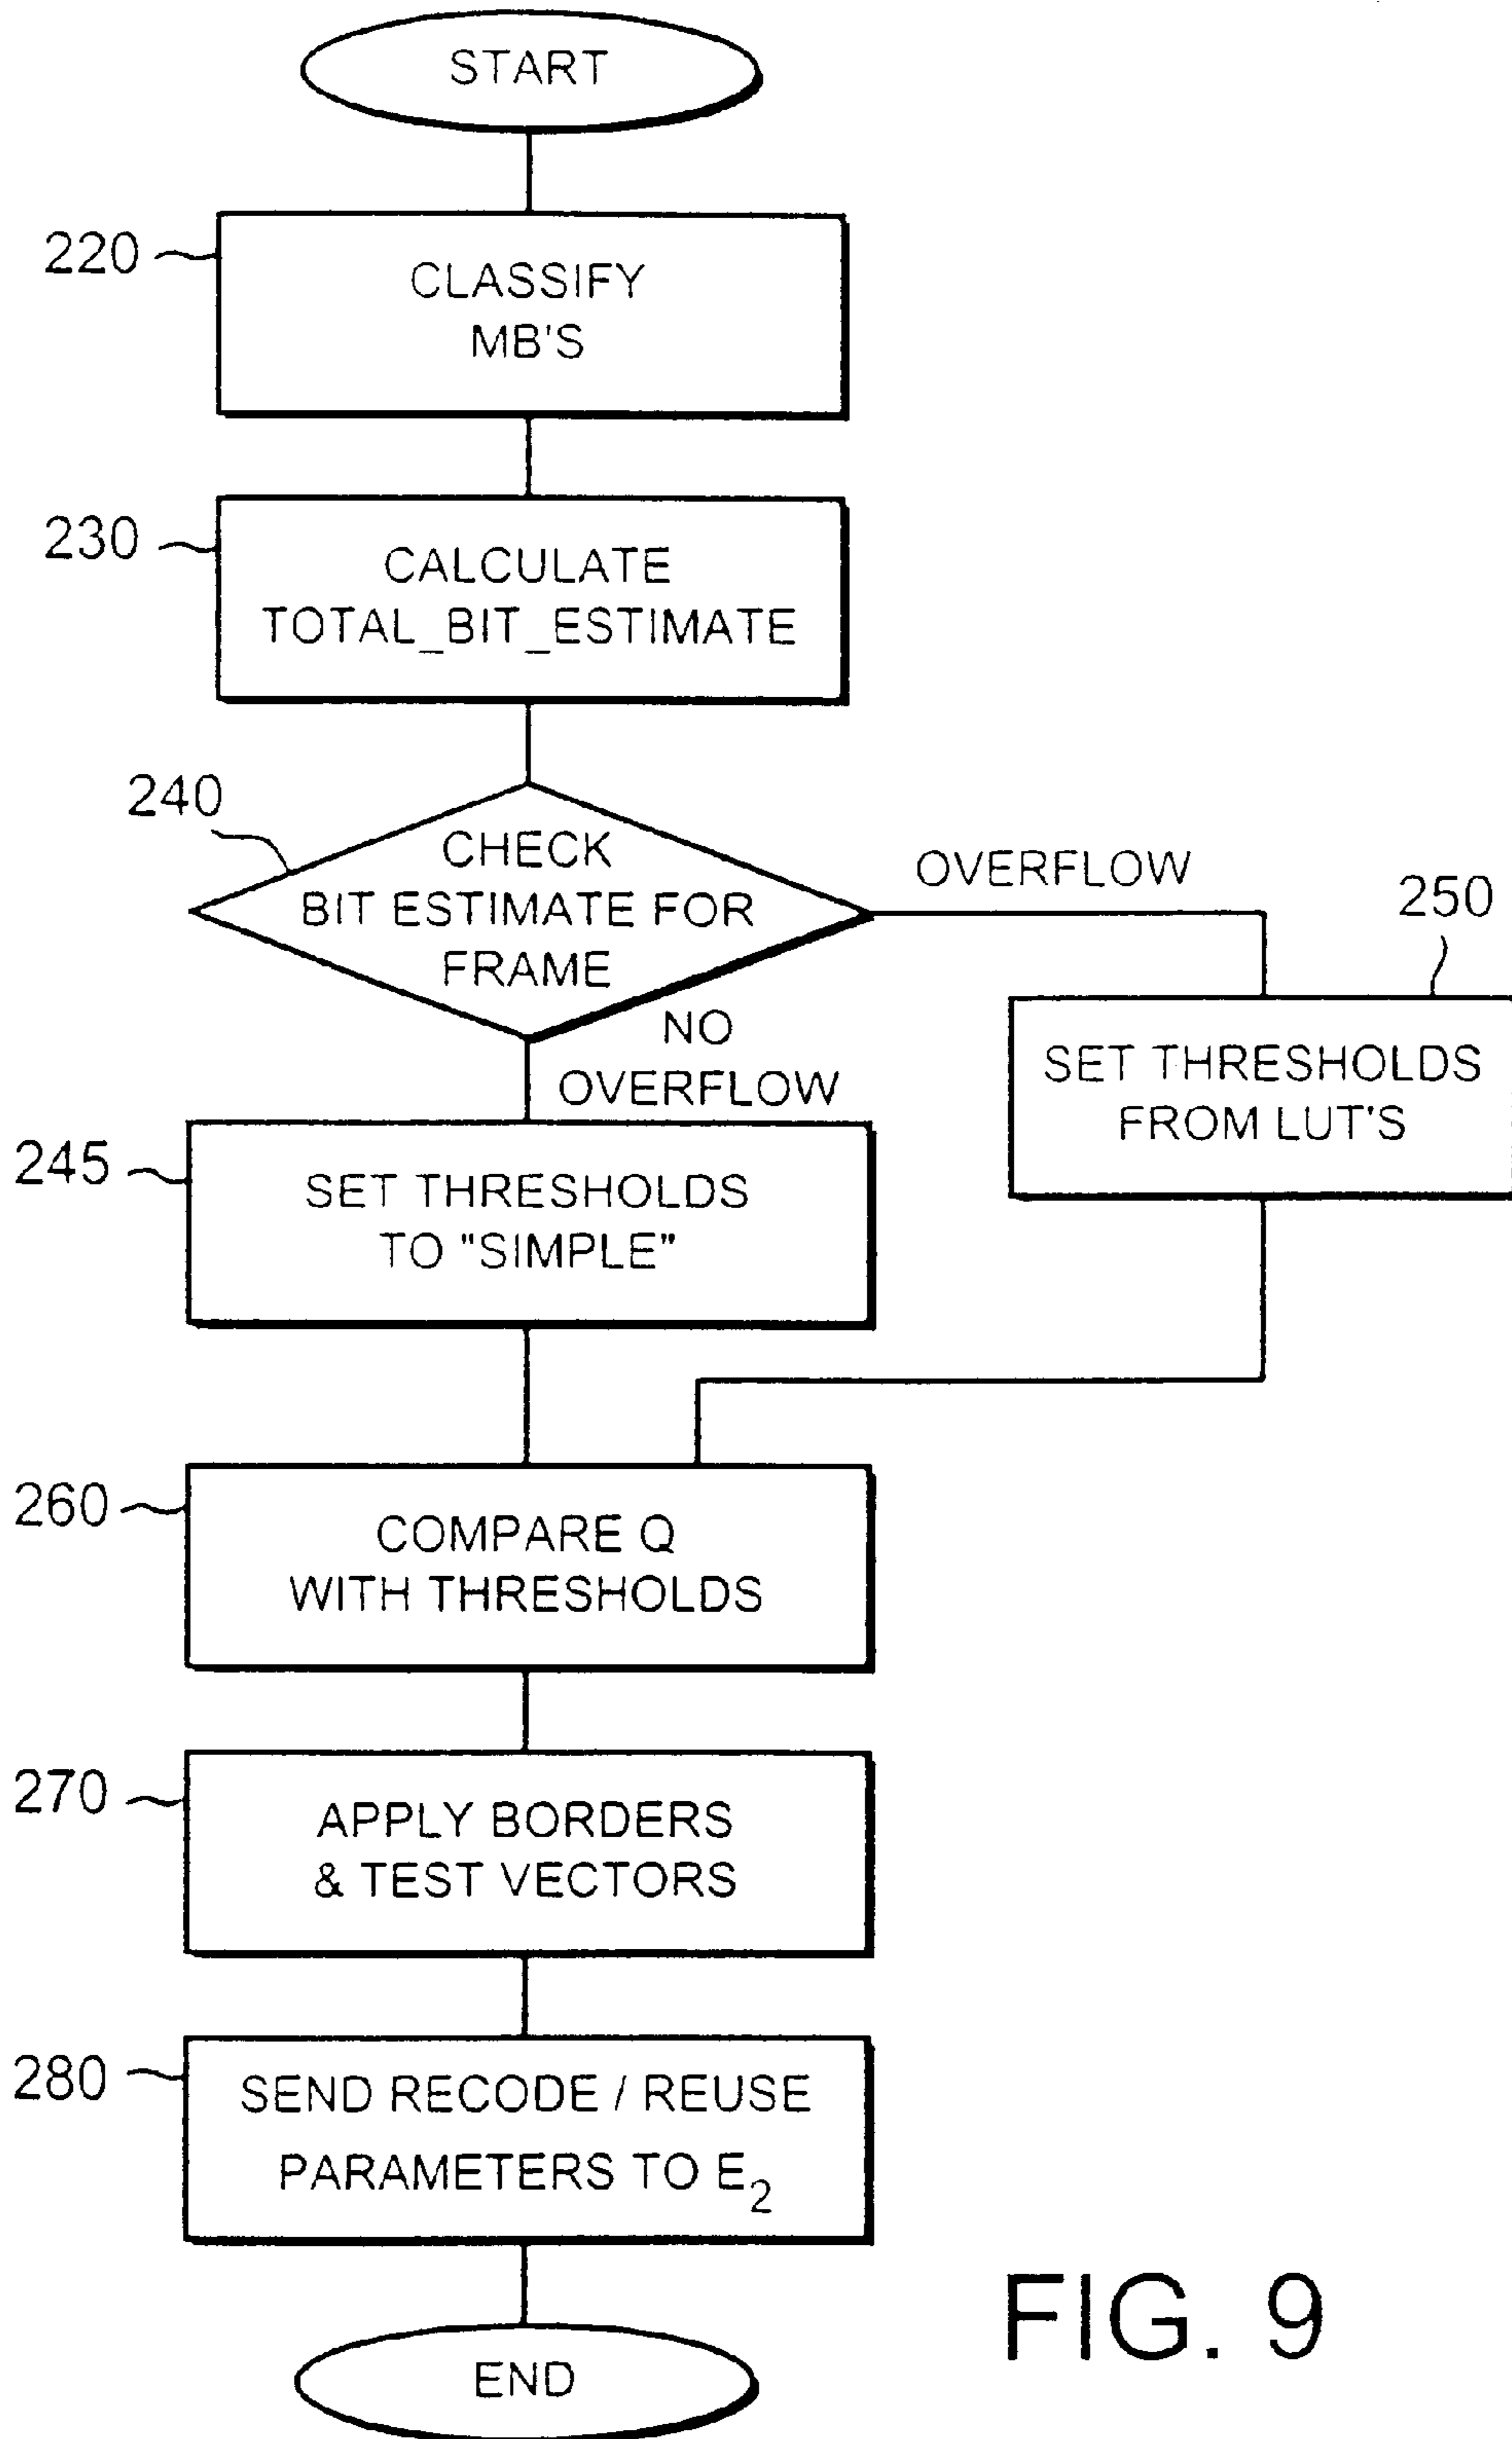 START
220
CLASSIFY
MB'S
230
CALCULATE
TOTAL_BIT_ESTIMATE
240
CHECK
BIT ESTIMATE FOR
FRAME
OVERFLOW
250
NO
OVERFLOW
SET THRESHOLDS
FROM LUT'S
245
SET THRESHOLDS
TO "SIMPLE"
260
COMPARE Q
WITH THRESHOLDS
270
APPLY BORDERS
& TEST VECTORS
280
SEND RECODE / REUSE
PARAMETERS TO E2
END
FIG. 9